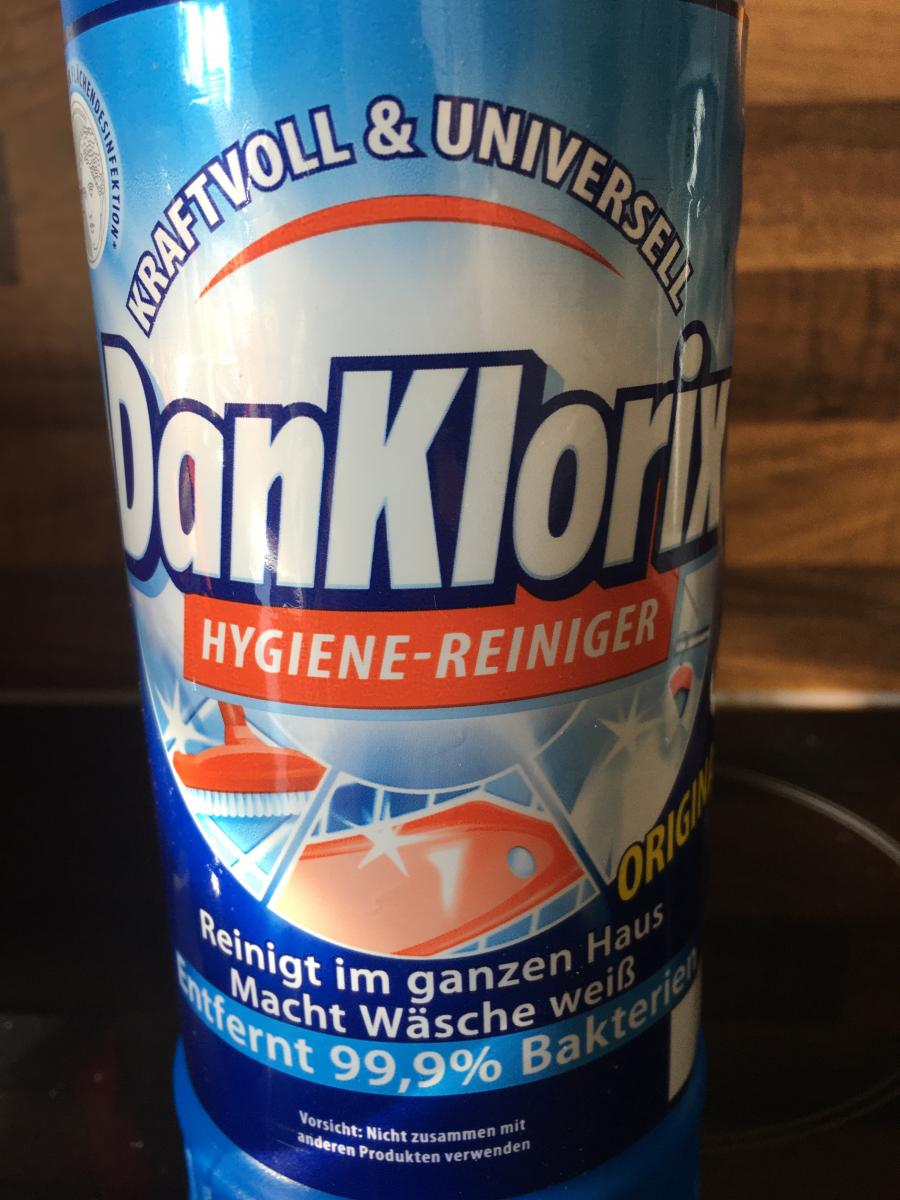 KRAFTVOLL & UNIVERSELL
DanKlorix
HYGIENE-REINIGER
Reinigt im ganzen Haus
Macht Wäsche weiß
Entfernt 99,9% Bakterien
Vorsicht: Nicht zusammen mit
anderen Produkten verwenden